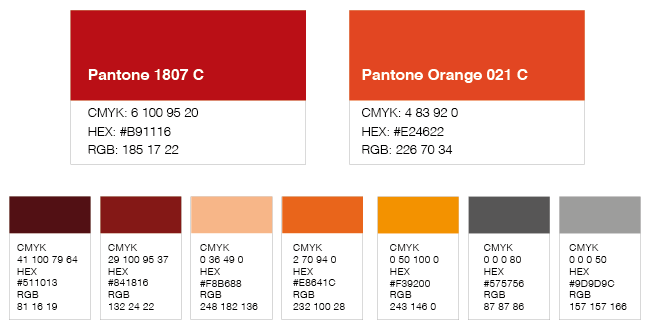 Pantone 1807 C
CMYK: 6 100 95 20
HEX: #B91116
RGB: 185 17 22
Pantone Orange 021 C
CMYK: 4 83 92 0
HEX: #E24622
RGB: 226 70 34
CMYK
41 100 79 64
HEX
#511013
RGB
81 16 19
CMYK
29 100 95 37
HEX
#841816
RGB
132 24 22
CMYK
0 36 49 0
HEX
#F8B688
RGB
248 182 136
CMYK
2 70 94 0
HEX
#E8641C
RGB
232 100 28
CMYK
0 50 100 0
HEX
#F39200
RGB
243 146 0
CMYK
0 0 0 80
HEX
#575756
RGB
87 87 86
CMYK
0 0 0 50
HEX
#9D9D9C
RGB
157 157 166